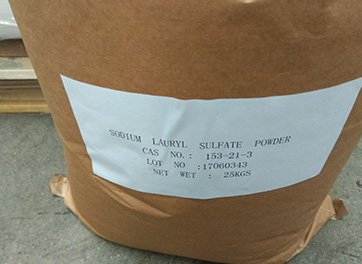 SODIUM LAURYL SULFATE POWDER
CAS NO.: 153-21-3
LOT NO :17060343
NET WET : 25KGS